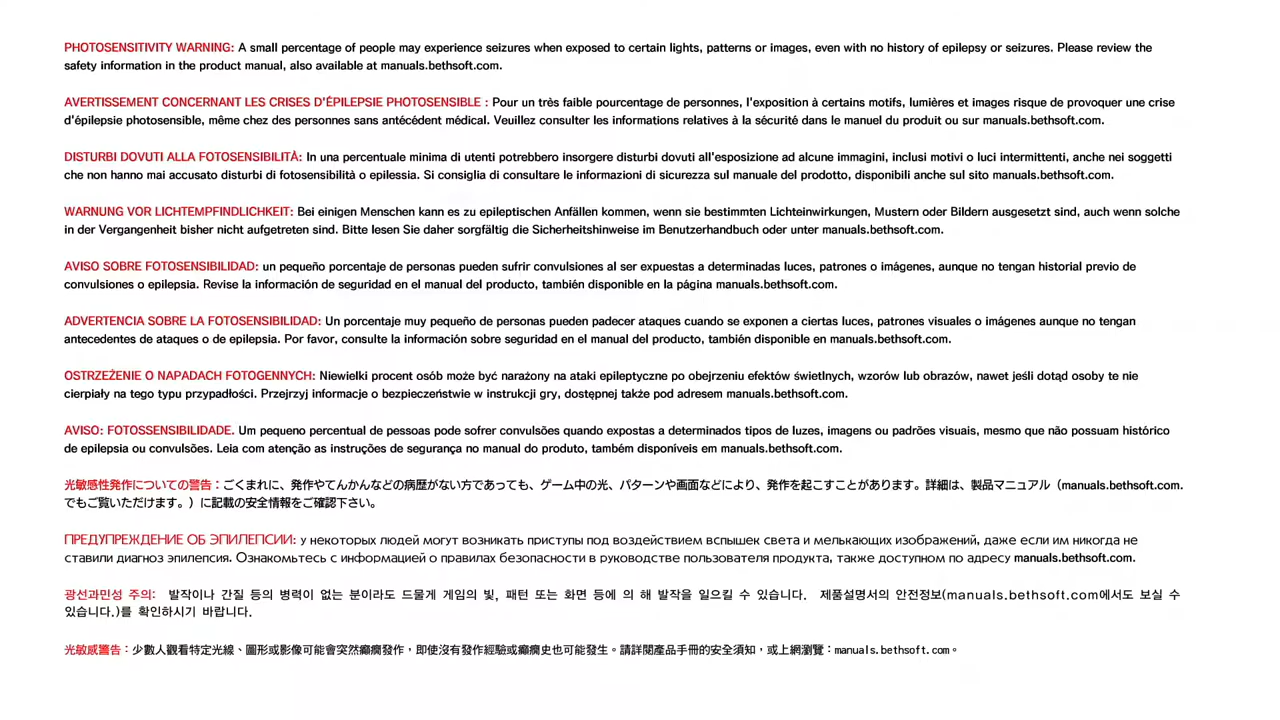 PHOTOSENSITIVITY WARNING: A small percentage of people may experience seizures when exposed to certain lights, patterns or images, even with no history of epilepsy or seizures. Please review the
safety information in the product manual, also available at manuals.bethsoft.com.
AVERTISSEMENT CONCERNANT LES CRISES D'ÉPILEPSIE PHOTOSENSIBLE : Pour un très faible pourcentage de personnes, l'exposition à certains motifs, lumières et images risque de provoquer une crise
d'épilepsie photosensible, même chez des personnes sans antécédent médical. Veuillez consulter les informations relatives à la sécurité dans le manuel du produit ou sur manuals.bethsoft.com.
DISTURBI DOVUTI ALLA FOTOSENSIBILITÀ: In una percentuale minima di utenti potrebbero insorgere disturbi dovuti all'esposizione ad alcune immagini, inclusi motivi o luci intermittenti, anche nei soggetti
che non hanno mai accusato disturbi di fotosensibilità o epilessia. Si consiglia di consultare le informazioni di sicurezza sul manuale del prodotto, disponibili anche sul sito manuals.bethsoft.com.
WARNUNG VOR LICHTEMPFINDLICHKEIT: Bei einigen Menschen kann es zu epileptischen Anfällen kommen, wenn sie bestimmten Lichteinwirkungen, Mustern oder Bildern ausgesetzt sind, auch wenn solche
in der Vergangenheit bisher nicht aufgetreten sind. Bitte lesen Sie daher sorgfältig die Sicherheitshinweise im Benutzerhandbuch oder unter manuals.bethsoft.com.
AVISO SOBRE FOTOSENSIBILIDAD: un pequeño porcentaje de personas pueden sufrir convulsiones al ser expuestas a determinadas luces, patrones o imágenes, aunque no tengan historial previo de
convulsiones o epilepsia. Revise la información de seguridad en el manual del producto, también disponible en la página manuals.bethsoft.com.
ADVERTENCIA SOBRE LA FOTOSENSIBILIDAD: Un porcentaje muy pequeño de personas pueden padecer ataques cuando se exponen a ciertas luces, patrones visuales o imágenes aunque no tengan
antecedentes de ataques o de epilepsia. Por favor, consulte la información sobre seguridad en el manual del producto, también disponible en manuals.bethsoft.com.
OSTRZEŻENIE O NAPADACH FOTOGENNYCH: Niewielki procent osób może być narażony na ataki epileptyczne po obejrzeniu efektów świetlnych, wzorów lub obrazów, nawet jeśli dotąd osoby te nie
cierpiały na tego typu przypadłości. Przejrzyj informacje o bezpieczeństwie w instrukcji gry, dostępnej także pod adresem manuals.bethsoft.com.
AVISO: FOTOSSENSIBILIDADE. Um pequeno percentual de pessoas pode sofrer convulsões quando expostas a determinados tipos de luzes, imagens ou padrões visuais, mesmo que não possuam histórico
de epilepsia ou convulsões. Leia com atenção as instruções de segurança no manual do produto, também disponíveis em manuals.bethsoft.com.
光敏感性発作についての警告：ごくまれに、発作やてんかんなどの病歴がない方であっても、ゲーム中の光、パターンや画面などにより、発作を起こすことがあります。詳細は、製品マニュアル（manuals.bethsoft.com.
でもご覧いただけます。）に記載の安全情報をご確認下さい。
ПРЕДУПРЕЖДЕНИЕ ОБ ЭПИЛЕПСИИ: у некоторых людей могут возникать приступы под воздействием вспышек света и мелькающих изображений, даже если им никогда не
ставили диагноз эпилепсия. Ознакомьтесь с информацией о правилах безопасности в руководстве пользователя продукта, также доступном по адресу manuals.bethsoft.com.
광선과민성 주의: 발작이나 간질 등의 병력이 없는 분이라도 드물게 게임의 빛, 패턴 또는 화면 등에 의 해 발작을 일으킬 수 있습니다. 제품설명서의 안전정보(manuals.bethsoft.com에서도 보실 수
있습니다.)를 확인하시기 바랍니다.
光敏感警告：少數人觀看特定光線、圖形或影像可能會突然癲癇發作，即使沒有發作經驗或癲癇史也可能發生。請詳閱產品手冊的安全須知，或上網瀏覽：manuals.bethsoft.com。